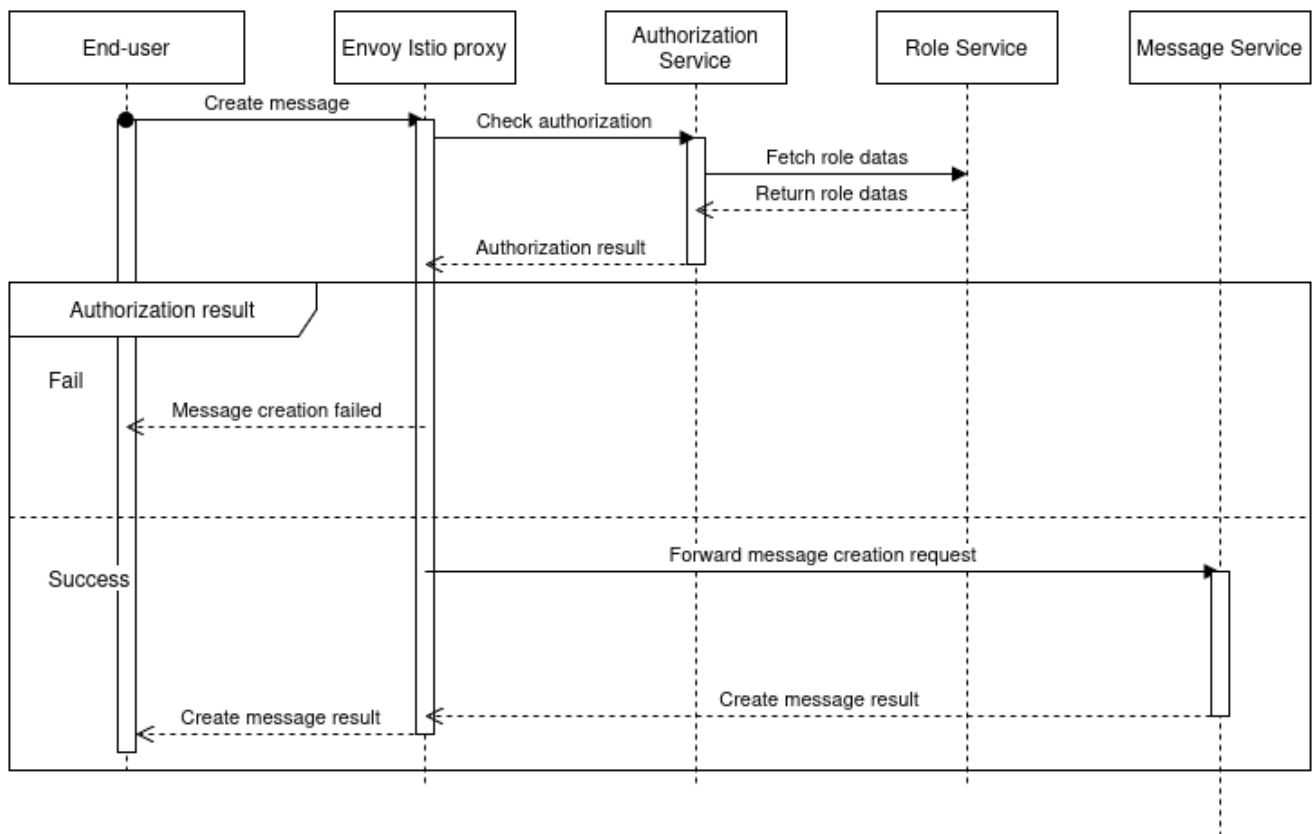 End-user
Envoy Istio proxy
Authorization
Service
Role Service
Message Service
Create message
Check authorization
Fetch role datas
Return role datas
Authorization result
Authorization result
Fail
Message creation failed
Forward message creation request
Success
Create message result
Create message result